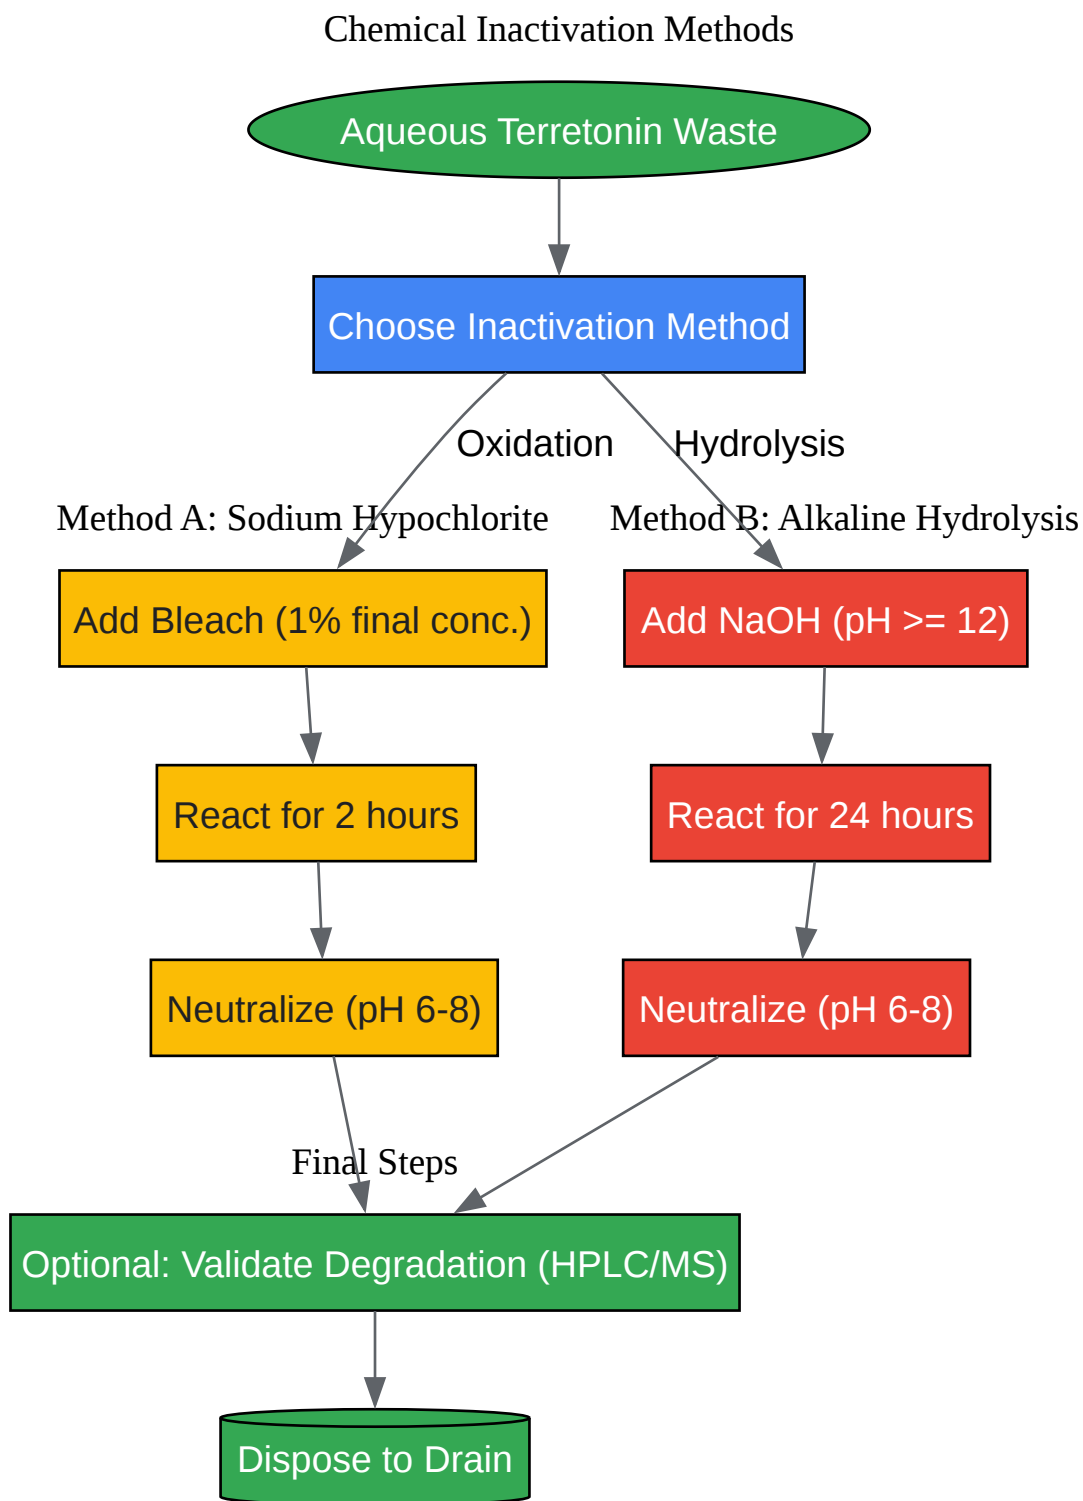 Chemical Inactivation Methods
Aqueous Terretonin Waste
Choose Inactivation Method
Oxidation
Hydrolysis
Method A: Sodium Hypochlorite
Method B: Alkaline Hydrolysis
Add Bleach (1% final conc.)
Add NaOH (pH >= 12)
React for 2 hours
React for 24 hours
Neutralize (pH 6-8)
Neutralize (pH 6-8)
Final Steps
Optional: Validate Degradation (HPLC/MS)
Dispose to Drain